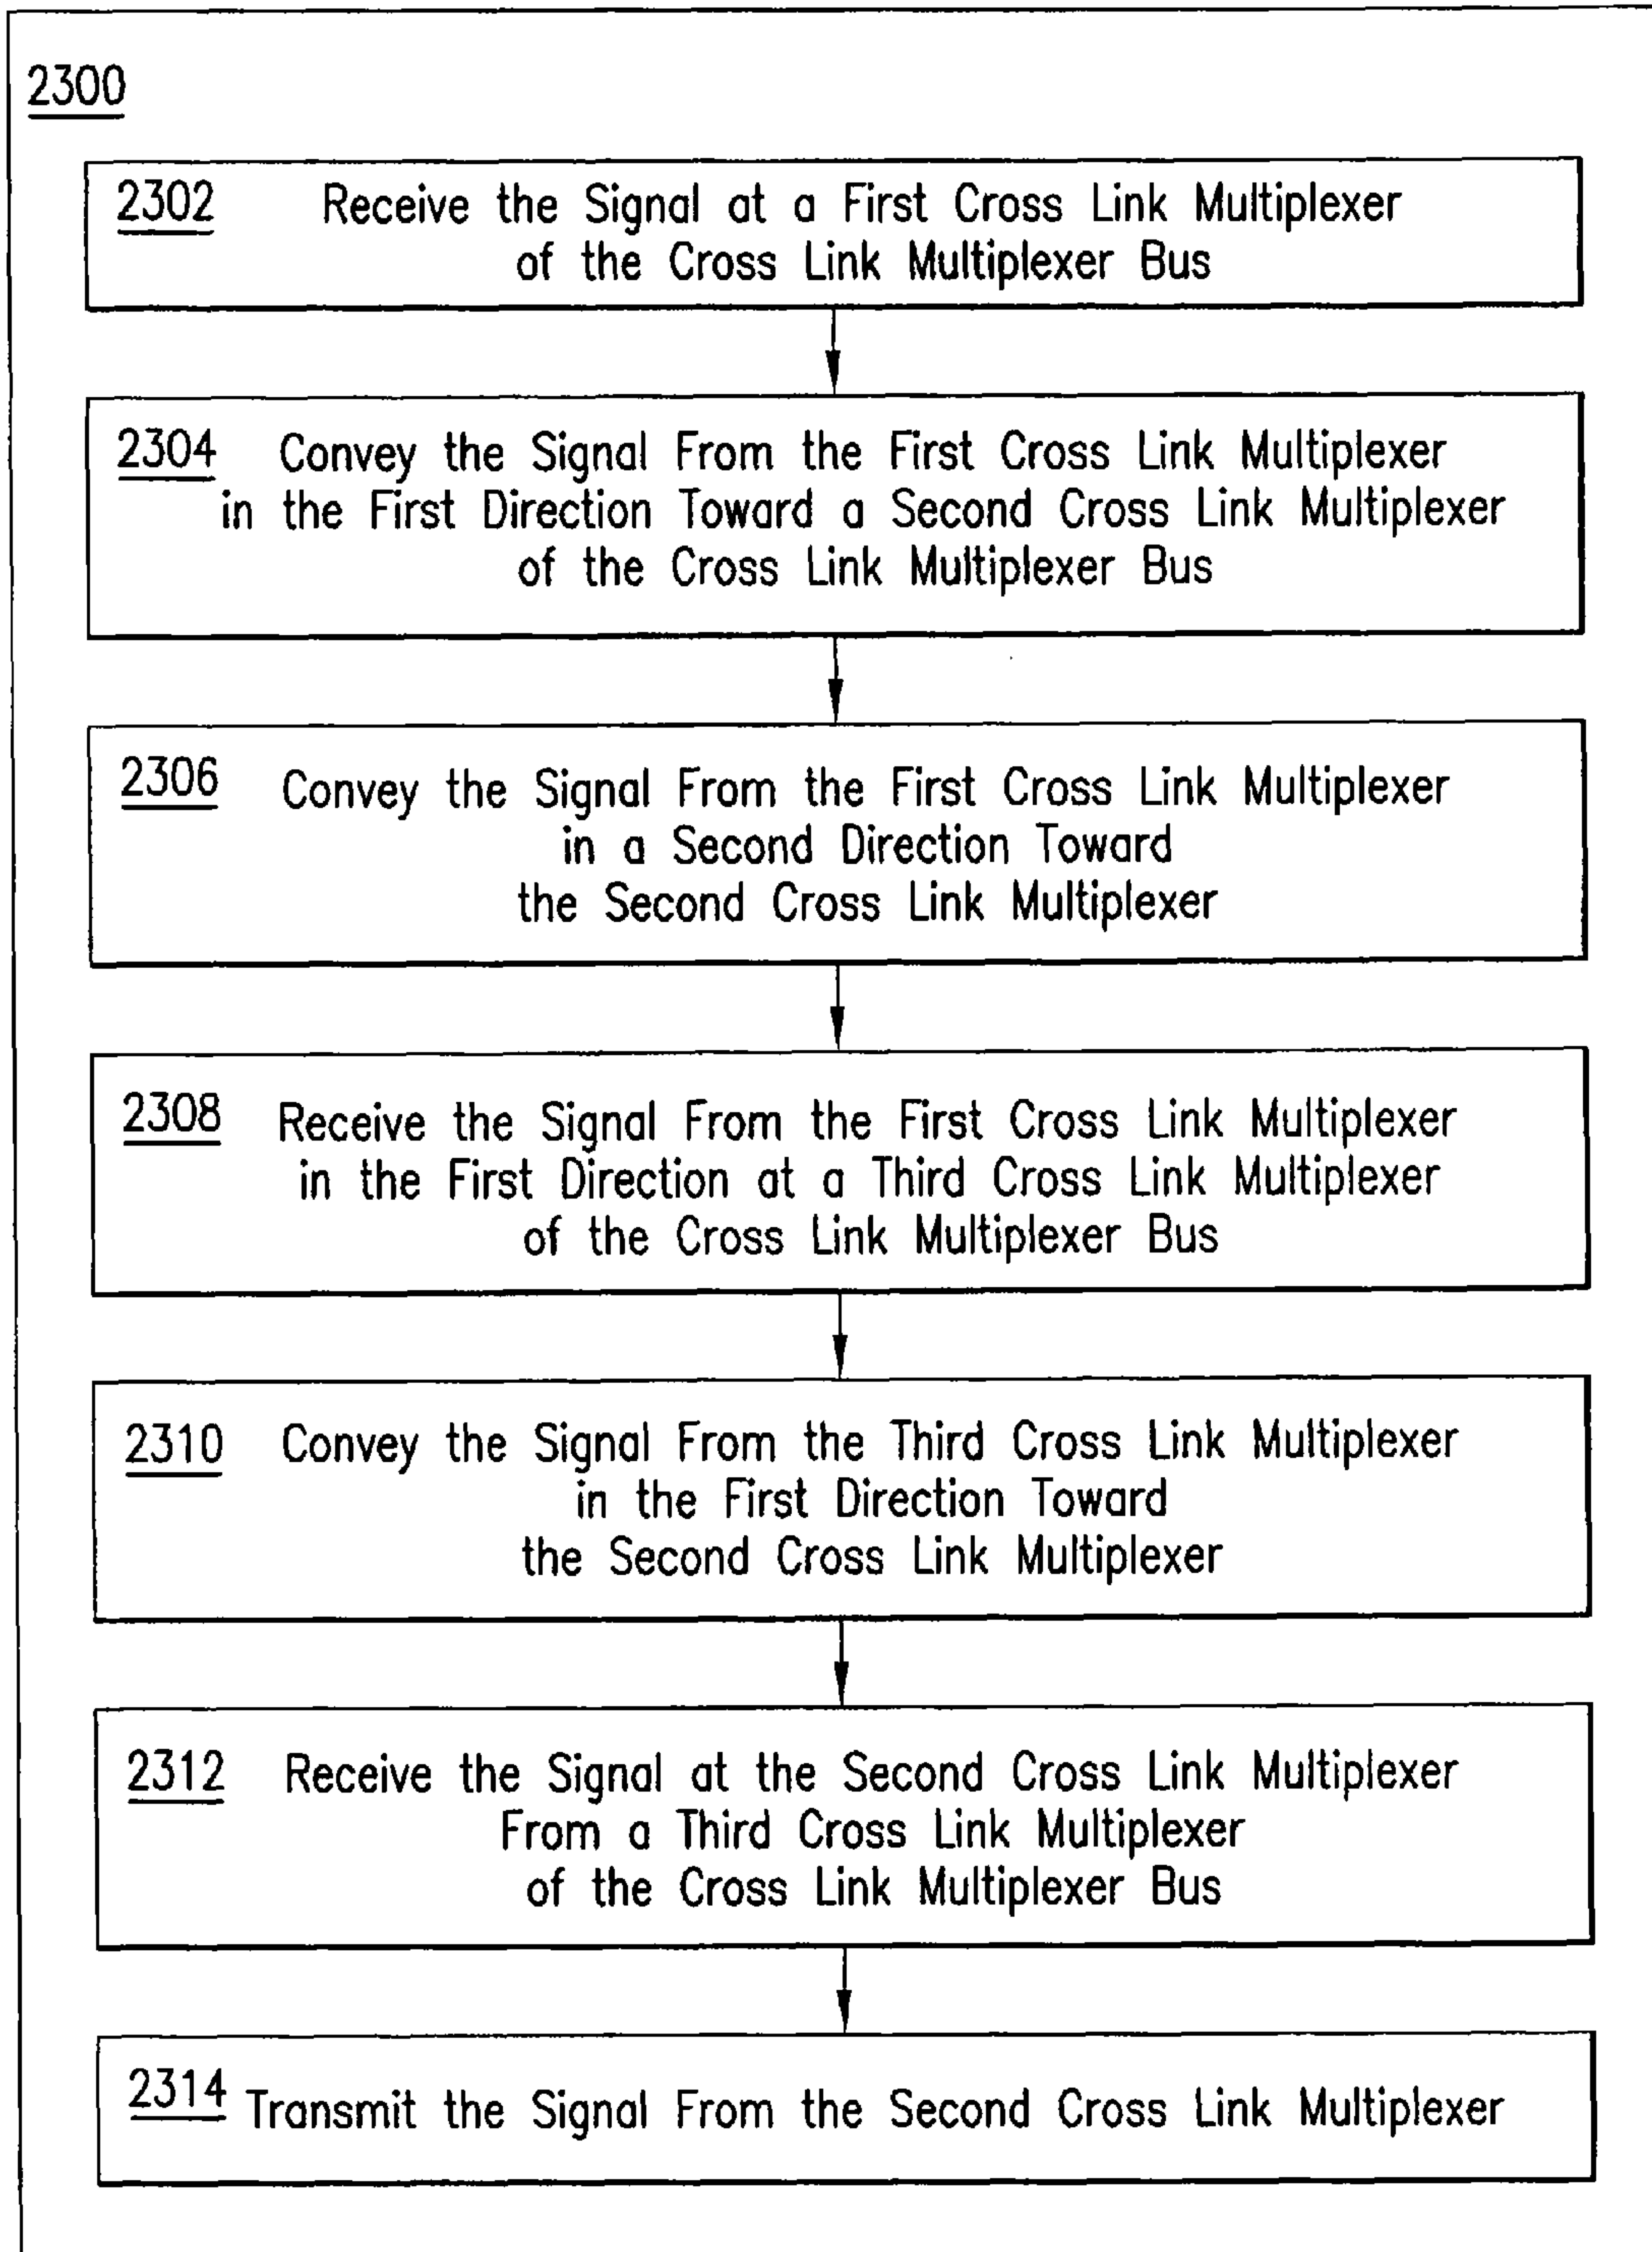 2300
2302 Receive the Signal at a First Cross Link Multiplexer
of the Cross Link Multiplexer Bus
2304 Convey the Signal From the First Cross Link Multiplexer
in the First Direction Toward a Second Cross Link Multiplexer
of the Cross Link Multiplexer Bus
2306 Convey the Signal From the First Cross Link Multiplexer
in a Second Direction Toward
the Second Cross Link Multiplexer
2308 Receive the Signal From the First Cross Link Multiplexer
in the First Direction at a Third Cross Link Multiplexer
of the Cross Link Multiplexer Bus
2310 Convey the Signal From the Third Cross Link Multiplexer
in the First Direction Toward
the Second Cross Link Multiplexer
2312 Receive the Signal at the Second Cross Link Multiplexer
From a Third Cross Link Multiplexer
of the Cross Link Multiplexer Bus
2314 Transmit the Signal From the Second Cross Link Multiplexer